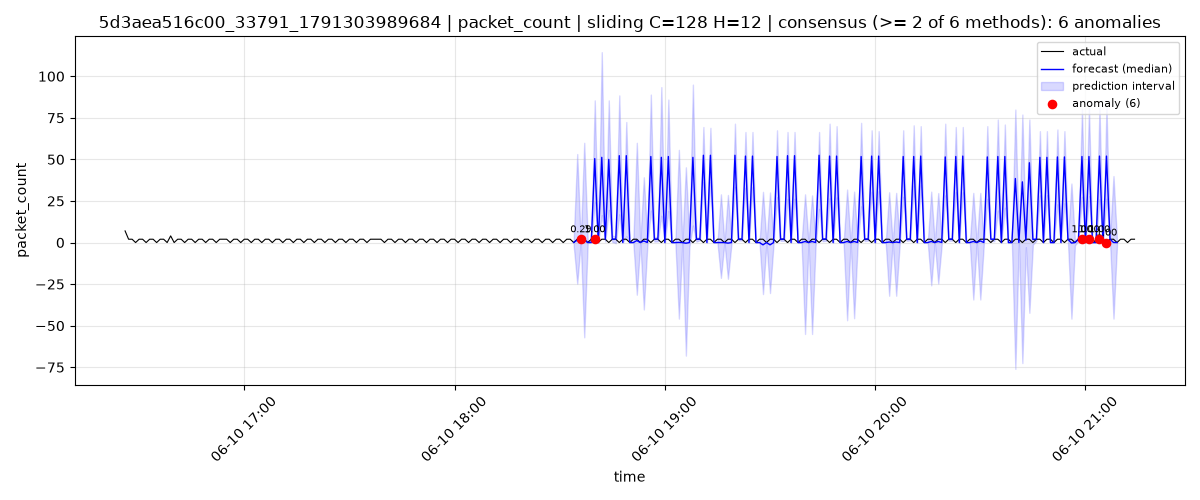 5d3aea516c00_33791_1791303989684 | packet_count | sliding C=128 H=12 | consensus (>= 2 of 6 methods): 6 anomalies
actual
forecast (median)
prediction interval
anomaly (6)
100
75
50
25
0
−25
−50
−75
packet_count
06-10 17:00
06-10 18:00
06-10 19:00
06-10 20:00
06-10 21:00
time